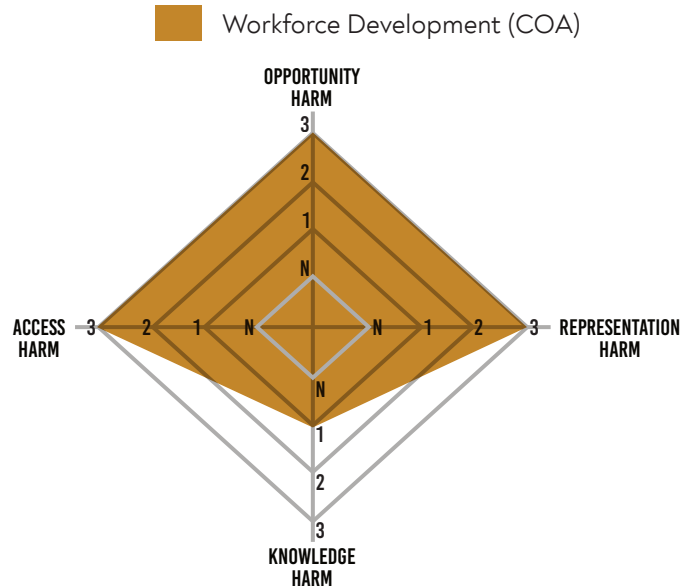 Workforce Development (COA)
OPPORTUNITY
HARM
3
2
1
N
ACCESS
HARM
3 2 1 N N 1 2 3
REPRESENTATION
HARM
N
1
2
3
KNOWLEDGE
HARM